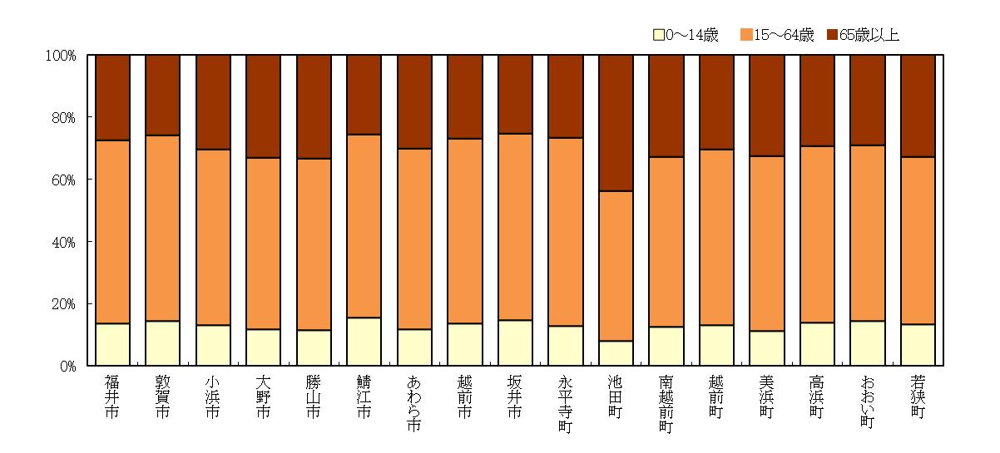 0～14歳 15～64歳 65歳以上
100%
80%
60%
40%
20%
0%
福井市
敦賀市
小浜市
大野市
勝山市
鯖江市
あわら市
越前市
坂井市
永平寺町
池田町
南越前町
越前町
美浜町
高浜町
おおい町
若狭町